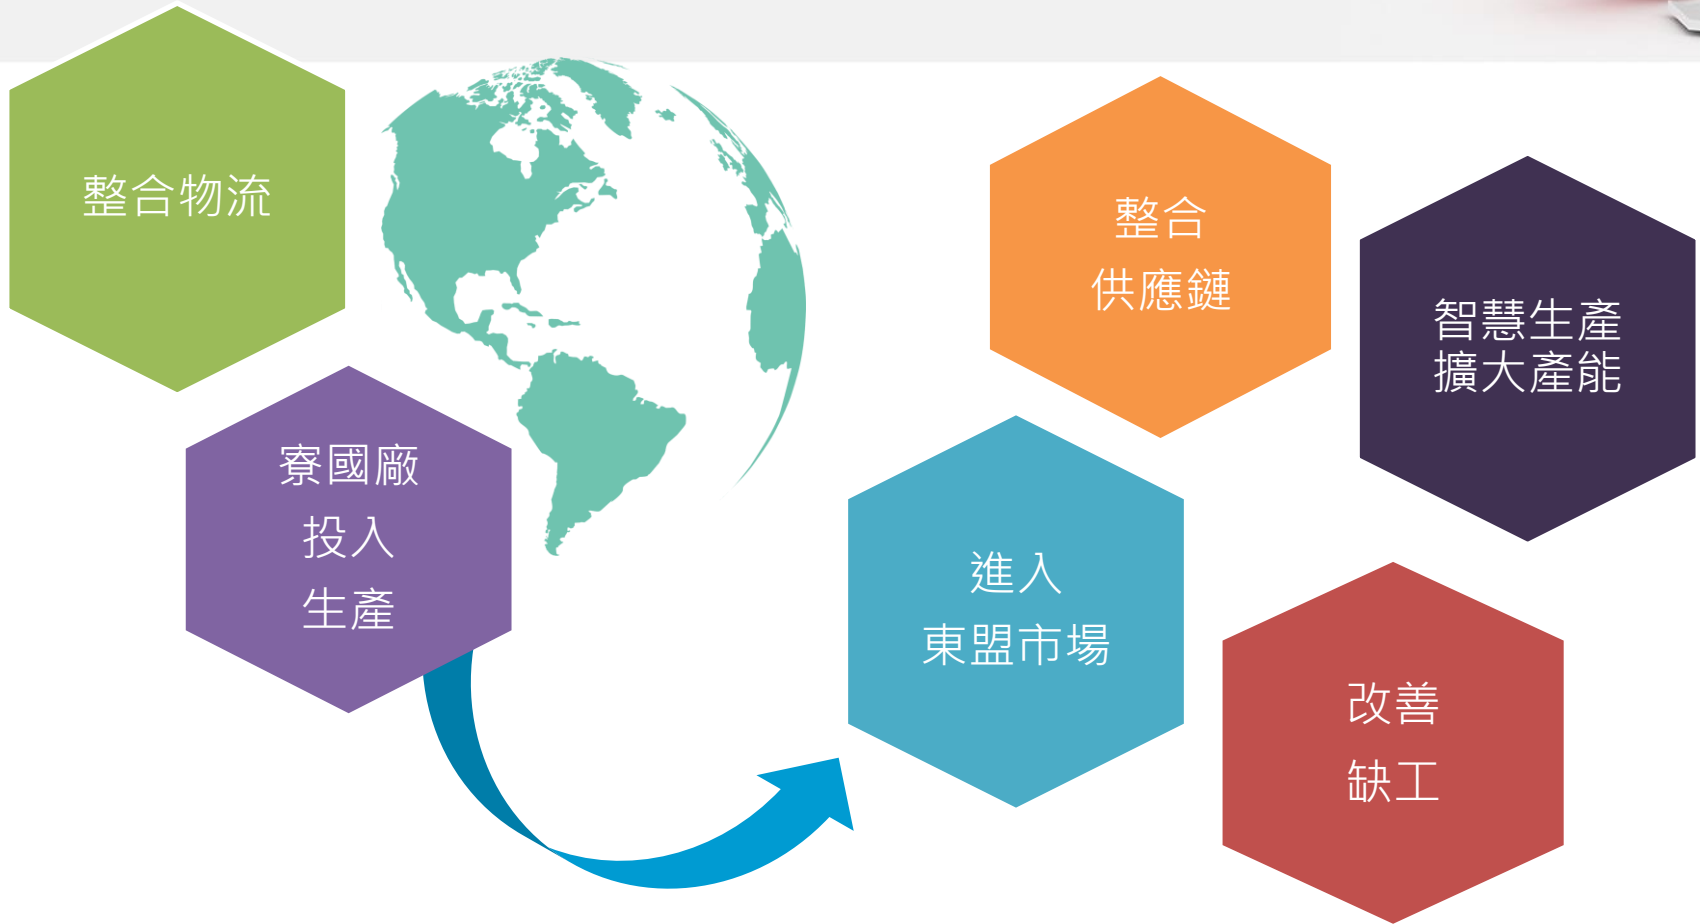 整合物流
寮國廠
投入
生產
整合
供應鏈
進入
東盟市場
智慧生產
擴大產能
改善
缺工